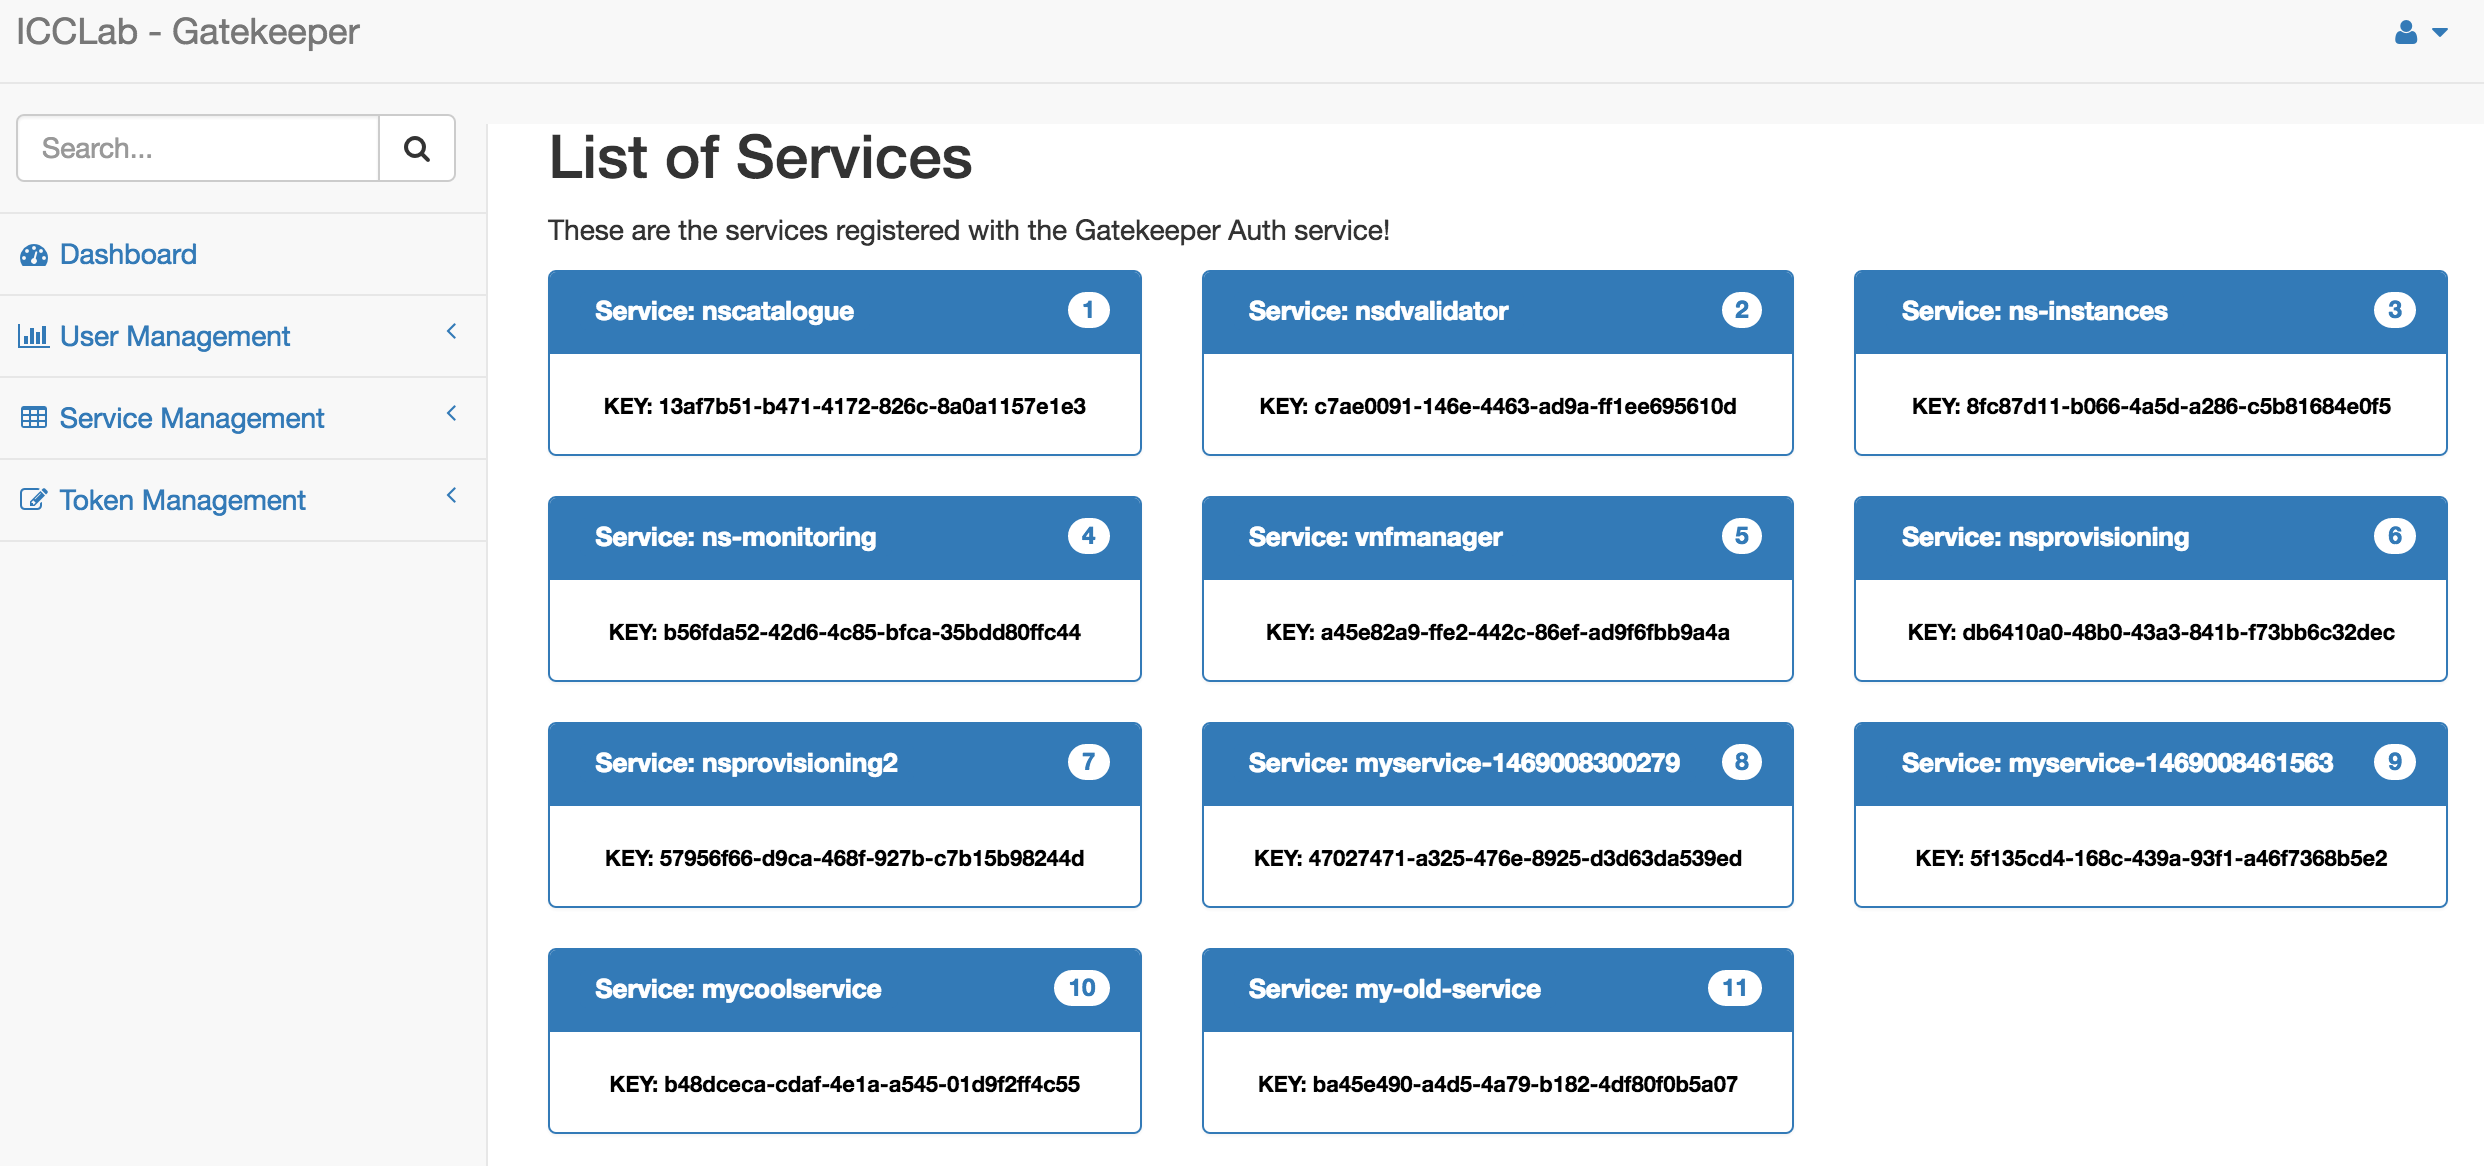 ICCLab - Gatekeeper
Search...
Dashboard
User Management
Service Management
Token Management
List of Services
These are the services registered with the Gatekeeper Auth service!
Service: nscatalogue 1
KEY: 13af7b51-b471-4172-826c-8a0a1157e1e3
Service: nsdvalidator 2
KEY: c7ae0091-146e-4463-ad9a-ff1ee695610d
Service: ns-instances 3
KEY: 8fc87d11-b066-4a5d-a286-c5b81684e0f5
Service: ns-monitoring 4
KEY: b56fda52-42d6-4c85-bfca-35bdd80ffc44
Service: vnfmanager 5
KEY: a45e82a9-ffe2-442c-86ef-ad9f6fbb9a4a
Service: nsprovisioning 6
KEY: db6410a0-48b0-43a3-841b-f73bb6c32dec
Service: nsprovisioning2 7
KEY: 57956f66-d9ca-468f-927b-c7b15b98244d
Service: myservice-1469008300279 8
KEY: 47027471-a325-476e-8925-d3d63da539ed
Service: myservice-1469008461563 9
KEY: 5f135cd4-168c-439a-93f1-a46f7368b5e2
Service: mycoolservice 10
KEY: b48dceca-cdaf-4e1a-a545-01d9f2ff4c55
Service: my-old-service 11
KEY: ba45e490-a4d5-4a79-b182-4df80f0b5a07